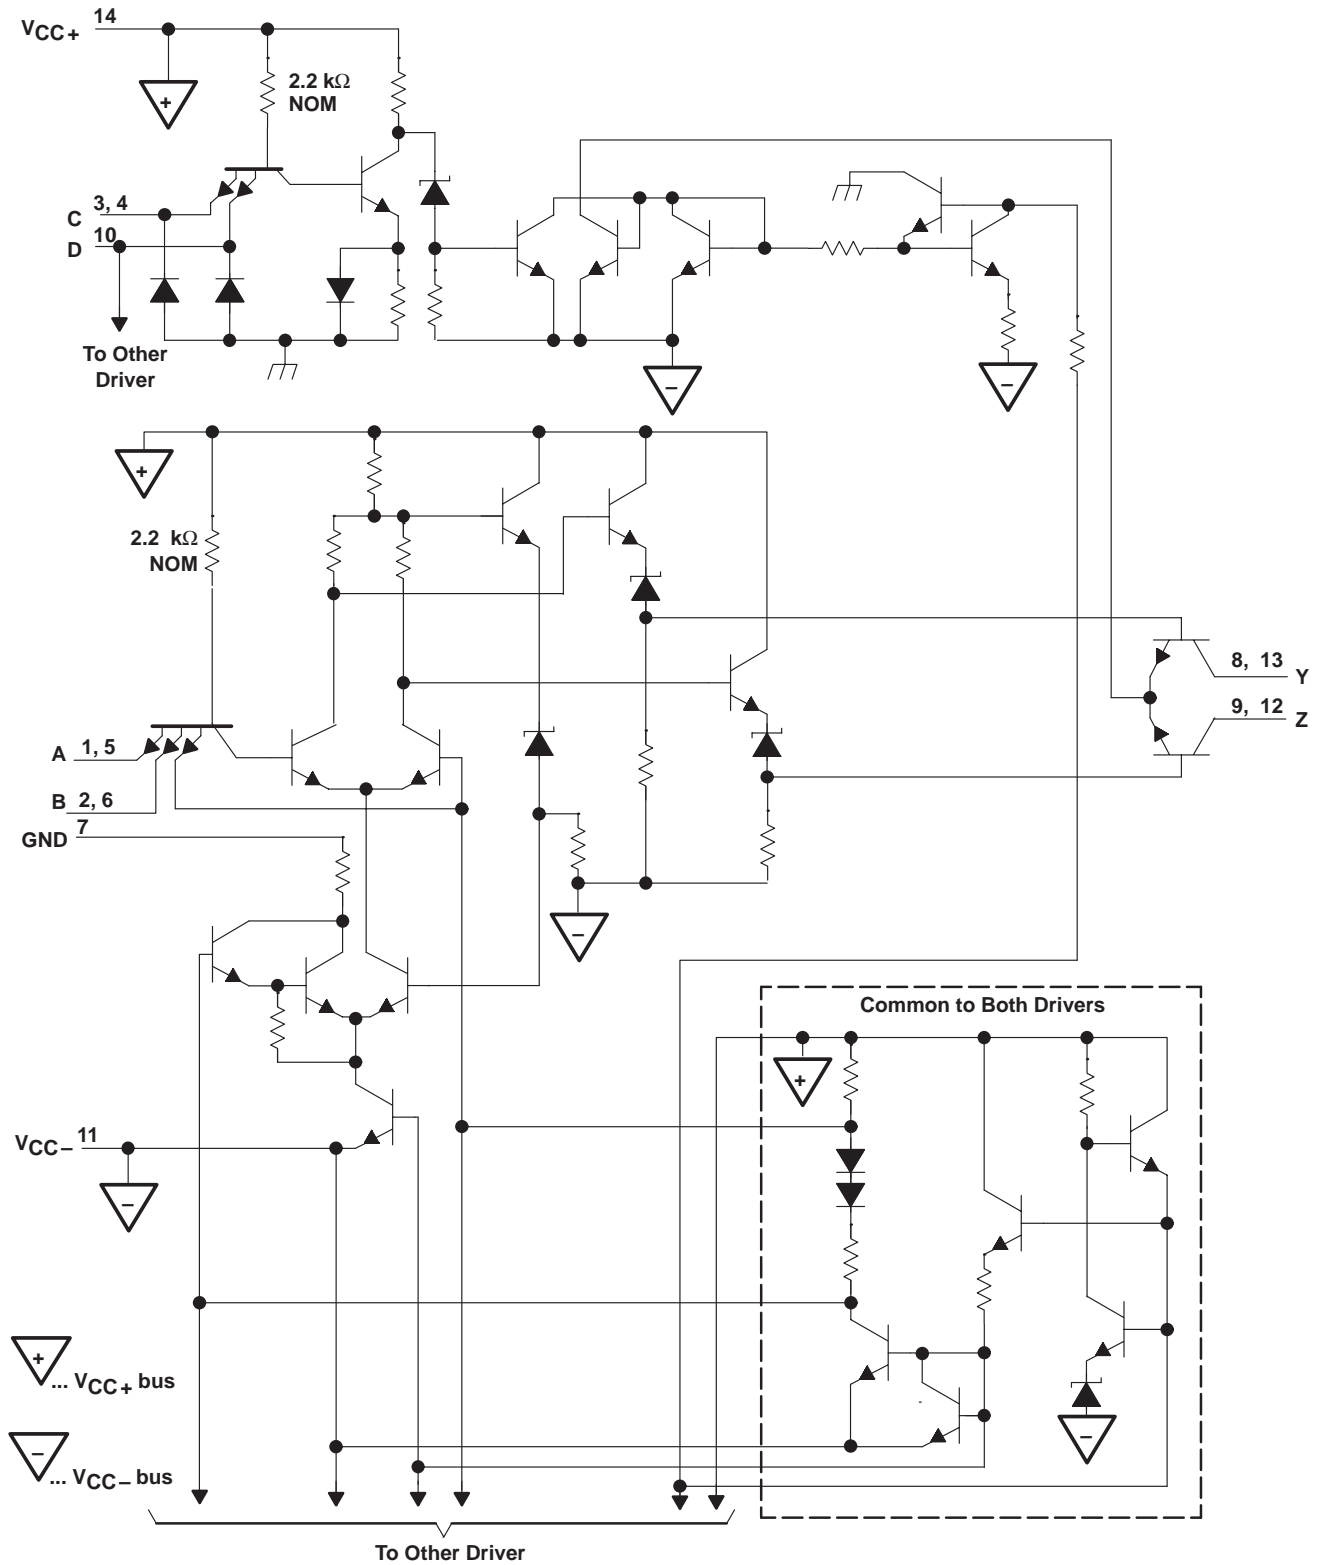 VCC+ 14
+
2.2 kΩ
NOM
C 3, 4
D 10
To Other
Driver
−
−
+
2.2 kΩ
NOM
8, 13 Y
9, 12 Z
A 1, 5
B 2, 6
GND 7
−
Common to Both Drivers
+
VCC− 11
−
+ ... VCC+ bus
−
− ... VCC− bus
To Other Driver